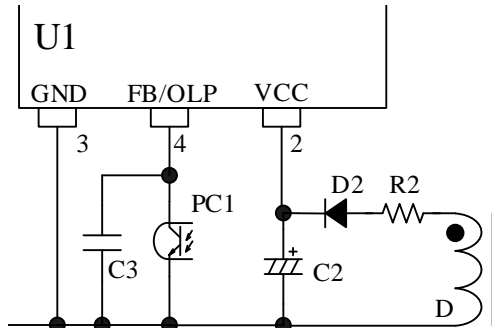 U1
GND FB/OLP VCC
3 4 2
D2 R2
PC1
+
C3 C2
D